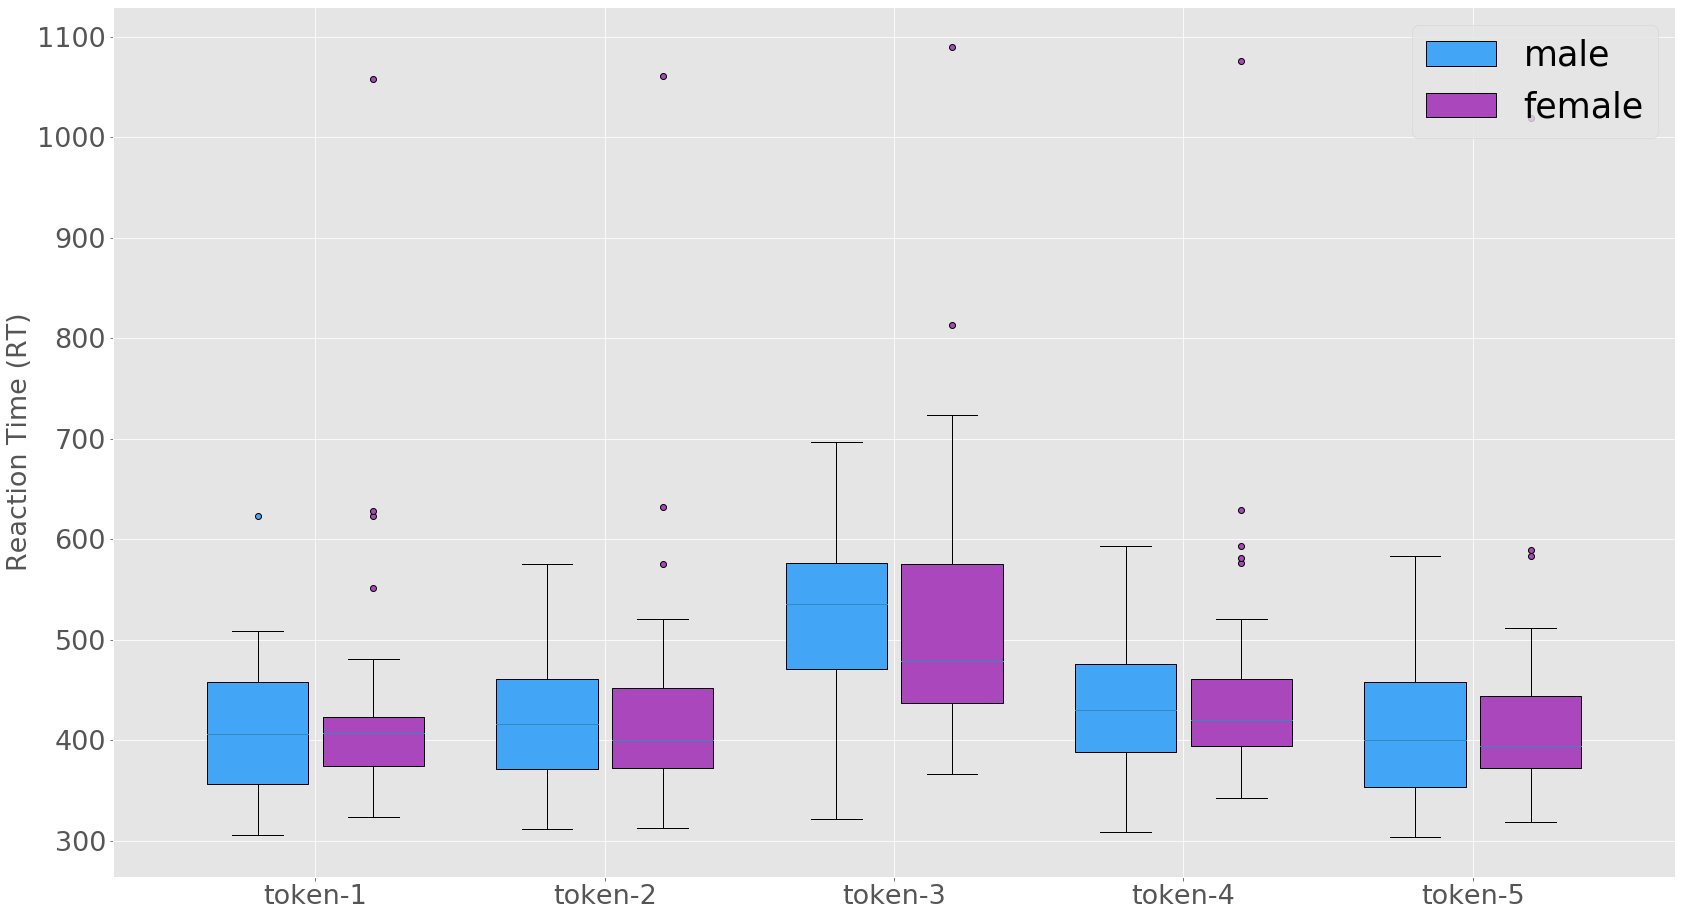 1100
1000
900
800
700
600
500
400
300
Reaction Time (RT)
male
female
token-1
token-2
token-3
token-4
token-5